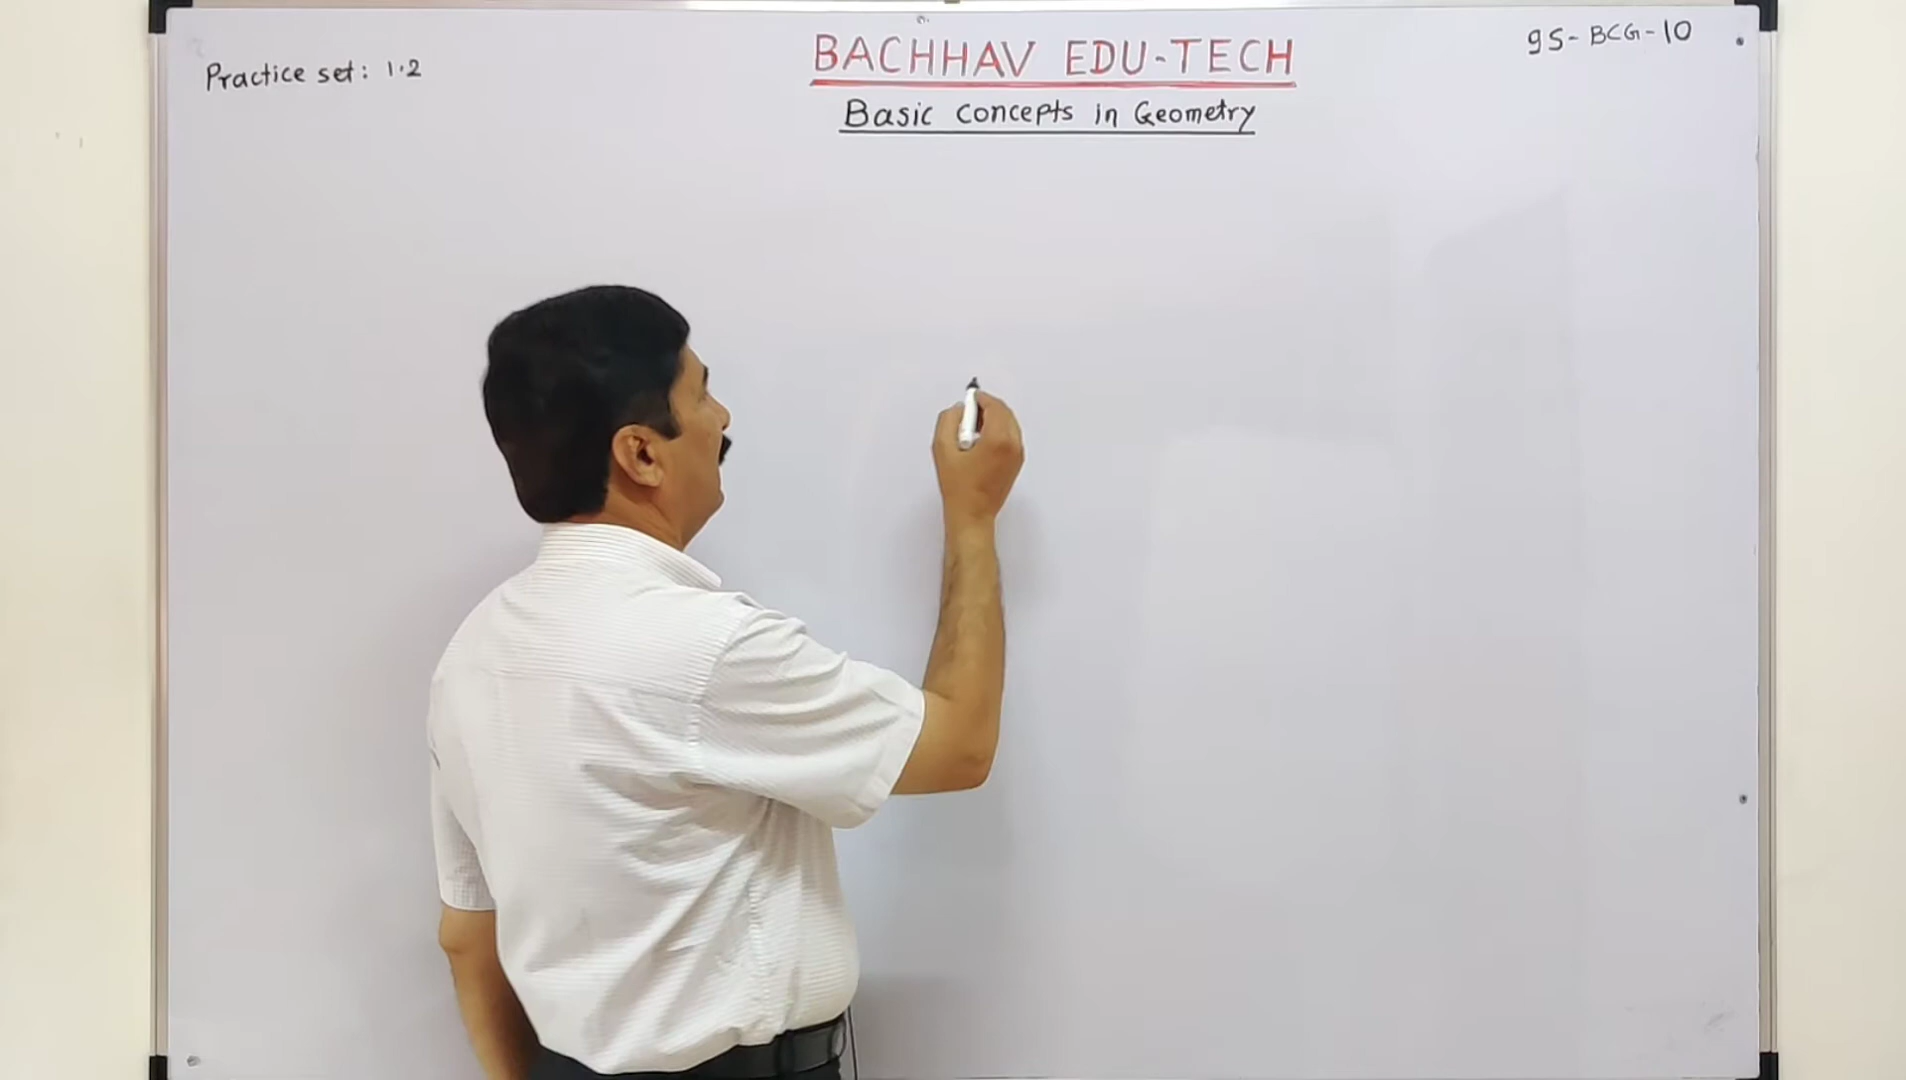 Practice set: 1.2
BACHHAV EDU-TECH
Basic concepts in Geometry
9S-BCG-10